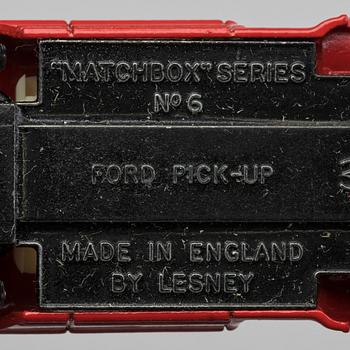 "MATCHBOX" SERIES
Nº 6
FORD PICK-UP
MADE IN ENGLAND
BY LESNEY